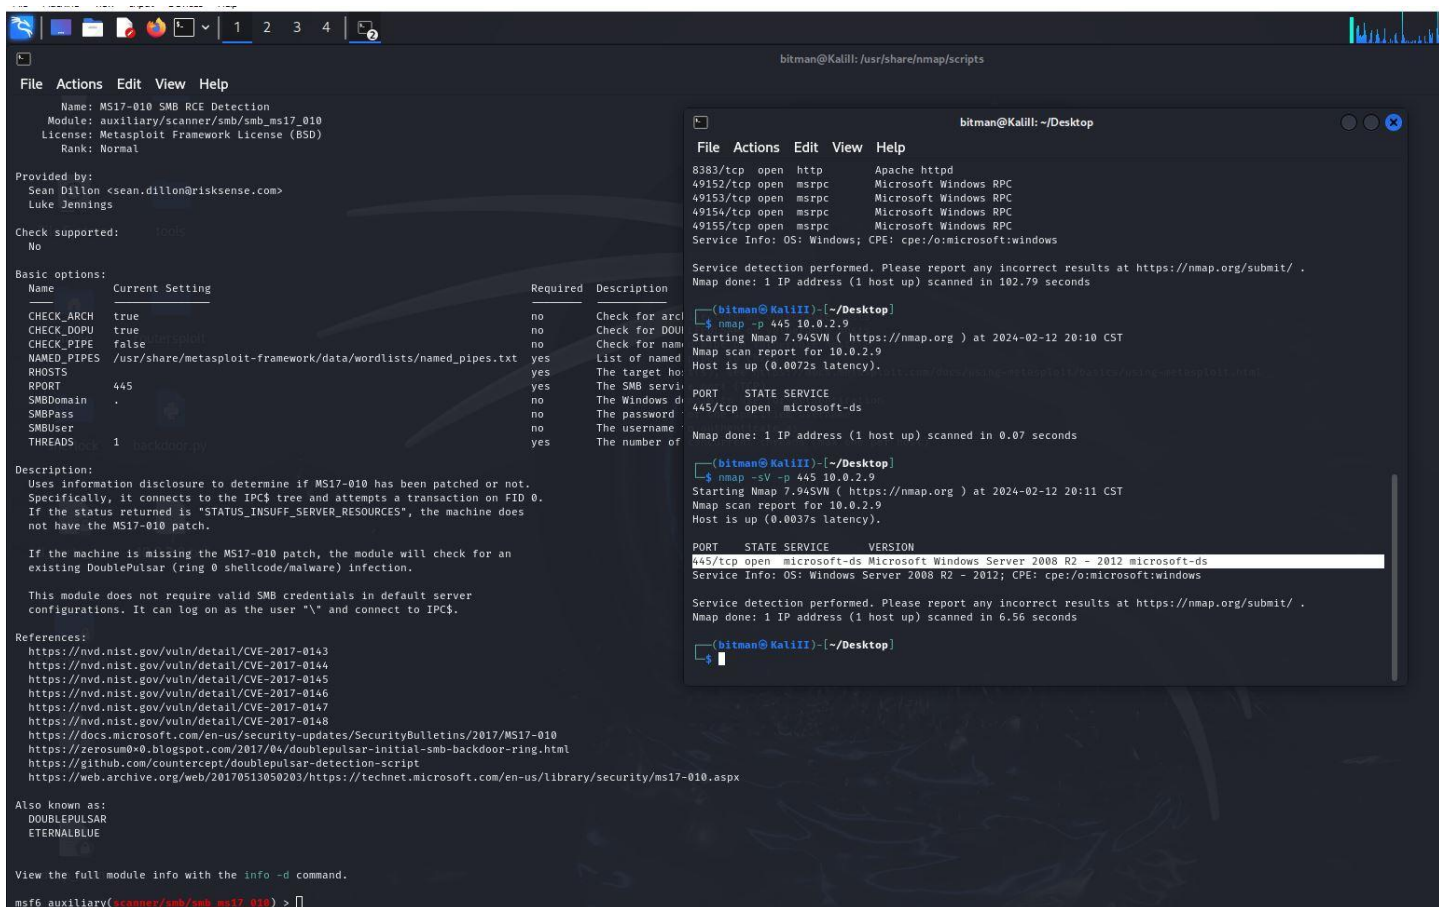 1 2 3 4
2
bitman@KaliII: /usr/share/nmap/scripts
File Actions Edit View Help
Name: MS17-010 SMB RCE Detection
Module: auxiliary/scanner/smb/smb_ms17_010
License: Metasploit Framework License (BSD)
Rank: Normal
Provided by:
Sean Dillon <sean.dillon@risksense.com>
Luke Jennings
Check supported:
No
Basic options:
Name Current Setting Required Description
CHECK_ARCH true no Check for arc
CHECK_DOPU true no Check for DOU
CHECK_PIPE false no Check for nam
NAMED_PIPES /usr/share/metasploit-framework/data/wordlists/named_pipes.txt yes List of named
RHOSTS yes The target hos
RPORT 445 yes The SMB servi
SMBDomain . no The Windows d
SMBPass no The password
SMBUser no The username
THREADS 1 yes The number of
Description:
Uses information disclosure to determine if MS17-010 has been patched or not.
Specifically, it connects to the IPC$ tree and attempts a transaction on FID 0.
If the status returned is "STATUS_INSUFF_SERVER_RESOURCES", the machine does
not have the MS17-010 patch.
If the machine is missing the MS17-010 patch, the module will check for an
existing DoublePulsar (ring 0 shellcode/malware) infection.
This module does not require valid SMB credentials in default server
configurations. It can log on as the user "\" and connect to IPC$.
References:
https://nvd.nist.gov/vuln/detail/CVE-2017-0143
https://nvd.nist.gov/vuln/detail/CVE-2017-0144
https://nvd.nist.gov/vuln/detail/CVE-2017-0145
https://nvd.nist.gov/vuln/detail/CVE-2017-0146
https://nvd.nist.gov/vuln/detail/CVE-2017-0147
https://nvd.nist.gov/vuln/detail/CVE-2017-0148
https://docs.microsoft.com/en-us/security-updates/SecurityBulletins/2017/MS17-010
https://zerosum0×0.blogspot.com/2017/04/doublepulsar-initial-smb-backdoor-ring.html
https://github.com/countercept/doublepulsar-detection-script
https://web.archive.org/web/20170513050203/https://technet.microsoft.com/en-us/library/security/ms17-010.aspx
Also known as:
DOUBLEPULSAR
ETERNALBLUE
View the full module info with the info -d command.
msf6 auxiliary(scanner/smb/smb_ms17_010) >
bitman@KaliII: ~/Desktop
File Actions Edit View Help
8383/tcp open http Apache httpd
49152/tcp open msrpc Microsoft Windows RPC
49153/tcp open msrpc Microsoft Windows RPC
49154/tcp open msrpc Microsoft Windows RPC
49155/tcp open msrpc Microsoft Windows RPC
Service Info: OS: Windows; CPE: cpe:/o:microsoft:windows
Service detection performed. Please report any incorrect results at https://nmap.org/submit/ .
Nmap done: 1 IP address (1 host up) scanned in 102.79 seconds
(bitman㉿KaliII)-[~/Desktop]
$ nmap -p 445 10.0.2.9
Starting Nmap 7.94SVN ( https://nmap.org ) at 2024-02-12 20:10 CST
Nmap scan report for 10.0.2.9
Host is up (0.0072s latency).
PORT STATE SERVICE
445/tcp open microsoft-ds
Nmap done: 1 IP address (1 host up) scanned in 0.07 seconds
(bitman㉿KaliII)-[~/Desktop]
$ nmap -sV -p 445 10.0.2.9
Starting Nmap 7.94SVN ( https://nmap.org ) at 2024-02-12 20:11 CST
Nmap scan report for 10.0.2.9
Host is up (0.0037s latency).
PORT STATE SERVICE VERSION
445/tcp open microsoft-ds Microsoft Windows Server 2008 R2 - 2012 microsoft-ds
Service Info: OS: Windows Server 2008 R2 - 2012; CPE: cpe:/o:microsoft:windows
Service detection performed. Please report any incorrect results at https://nmap.org/submit/ .
Nmap done: 1 IP address (1 host up) scanned in 6.56 seconds
(bitman㉿KaliII)-[~/Desktop]
$
tools
backdoor.py